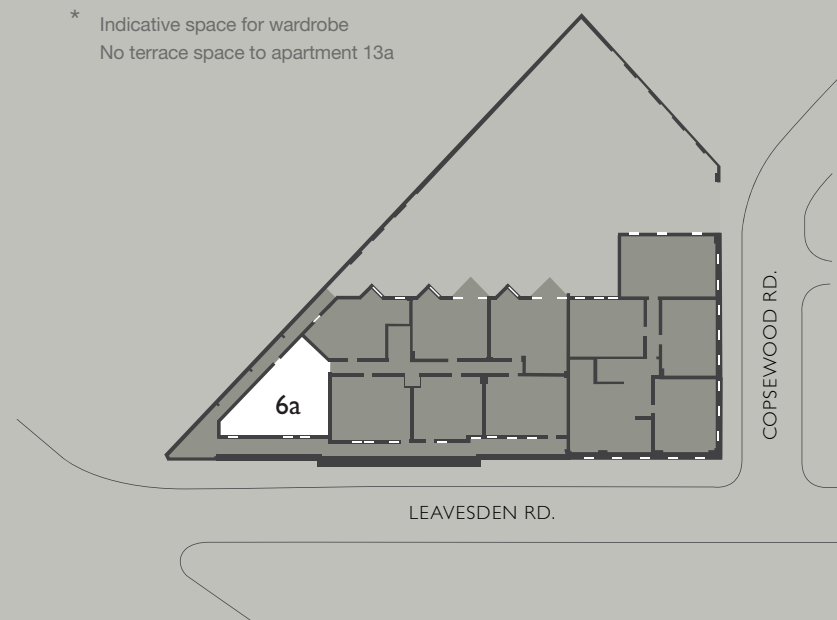 * Indicative space for wardrobe
No terrace space to apartment 13a
6a
COPSEWOOD RD.
LEAVESDEN RD.